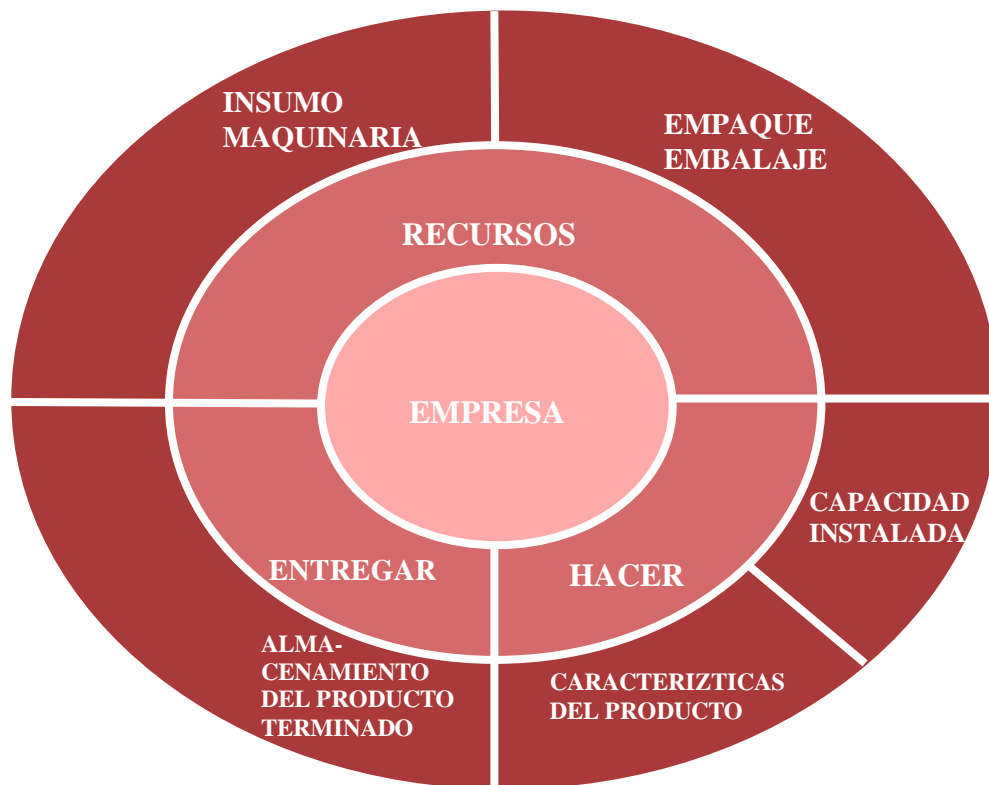 INSUMO
MAQUINARIA
EMPAQUE
EMBALAJE
RECURSOS
EMPRESA
CAPACIDAD
INSTALADA
ENTREGAR
HACER
ALMA-
CENAMIENTO
DEL PRODUCTO
TERMINADO
CARACTERIZTICAS
DEL PRODUCTO